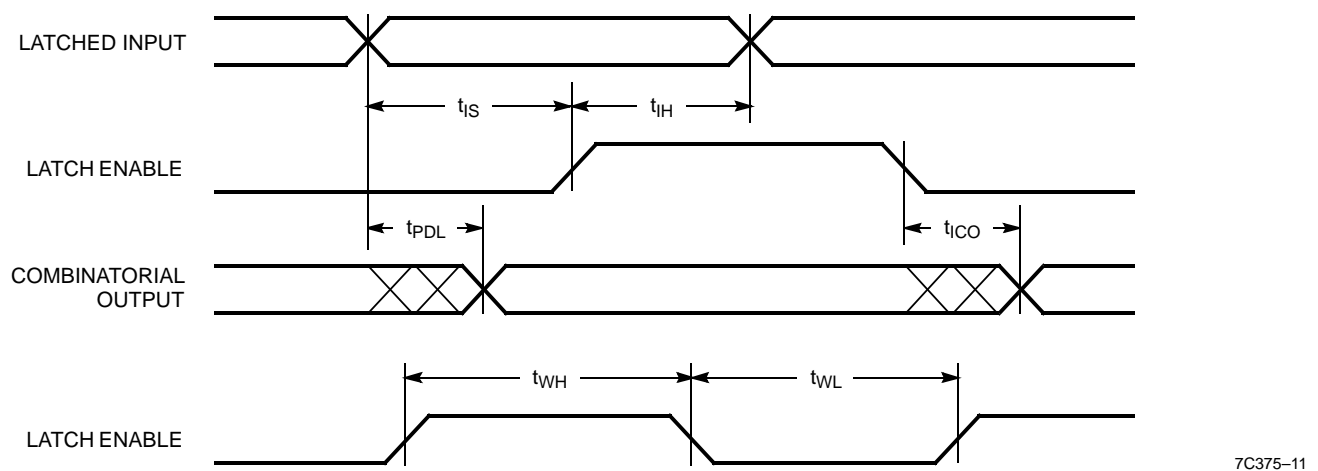 LATCHED INPUT
tIS
tIH
LATCH ENABLE
tPDL
tICO
COMBINATORIAL
OUTPUT
tWH
tWL
LATCH ENABLE
7C375–11